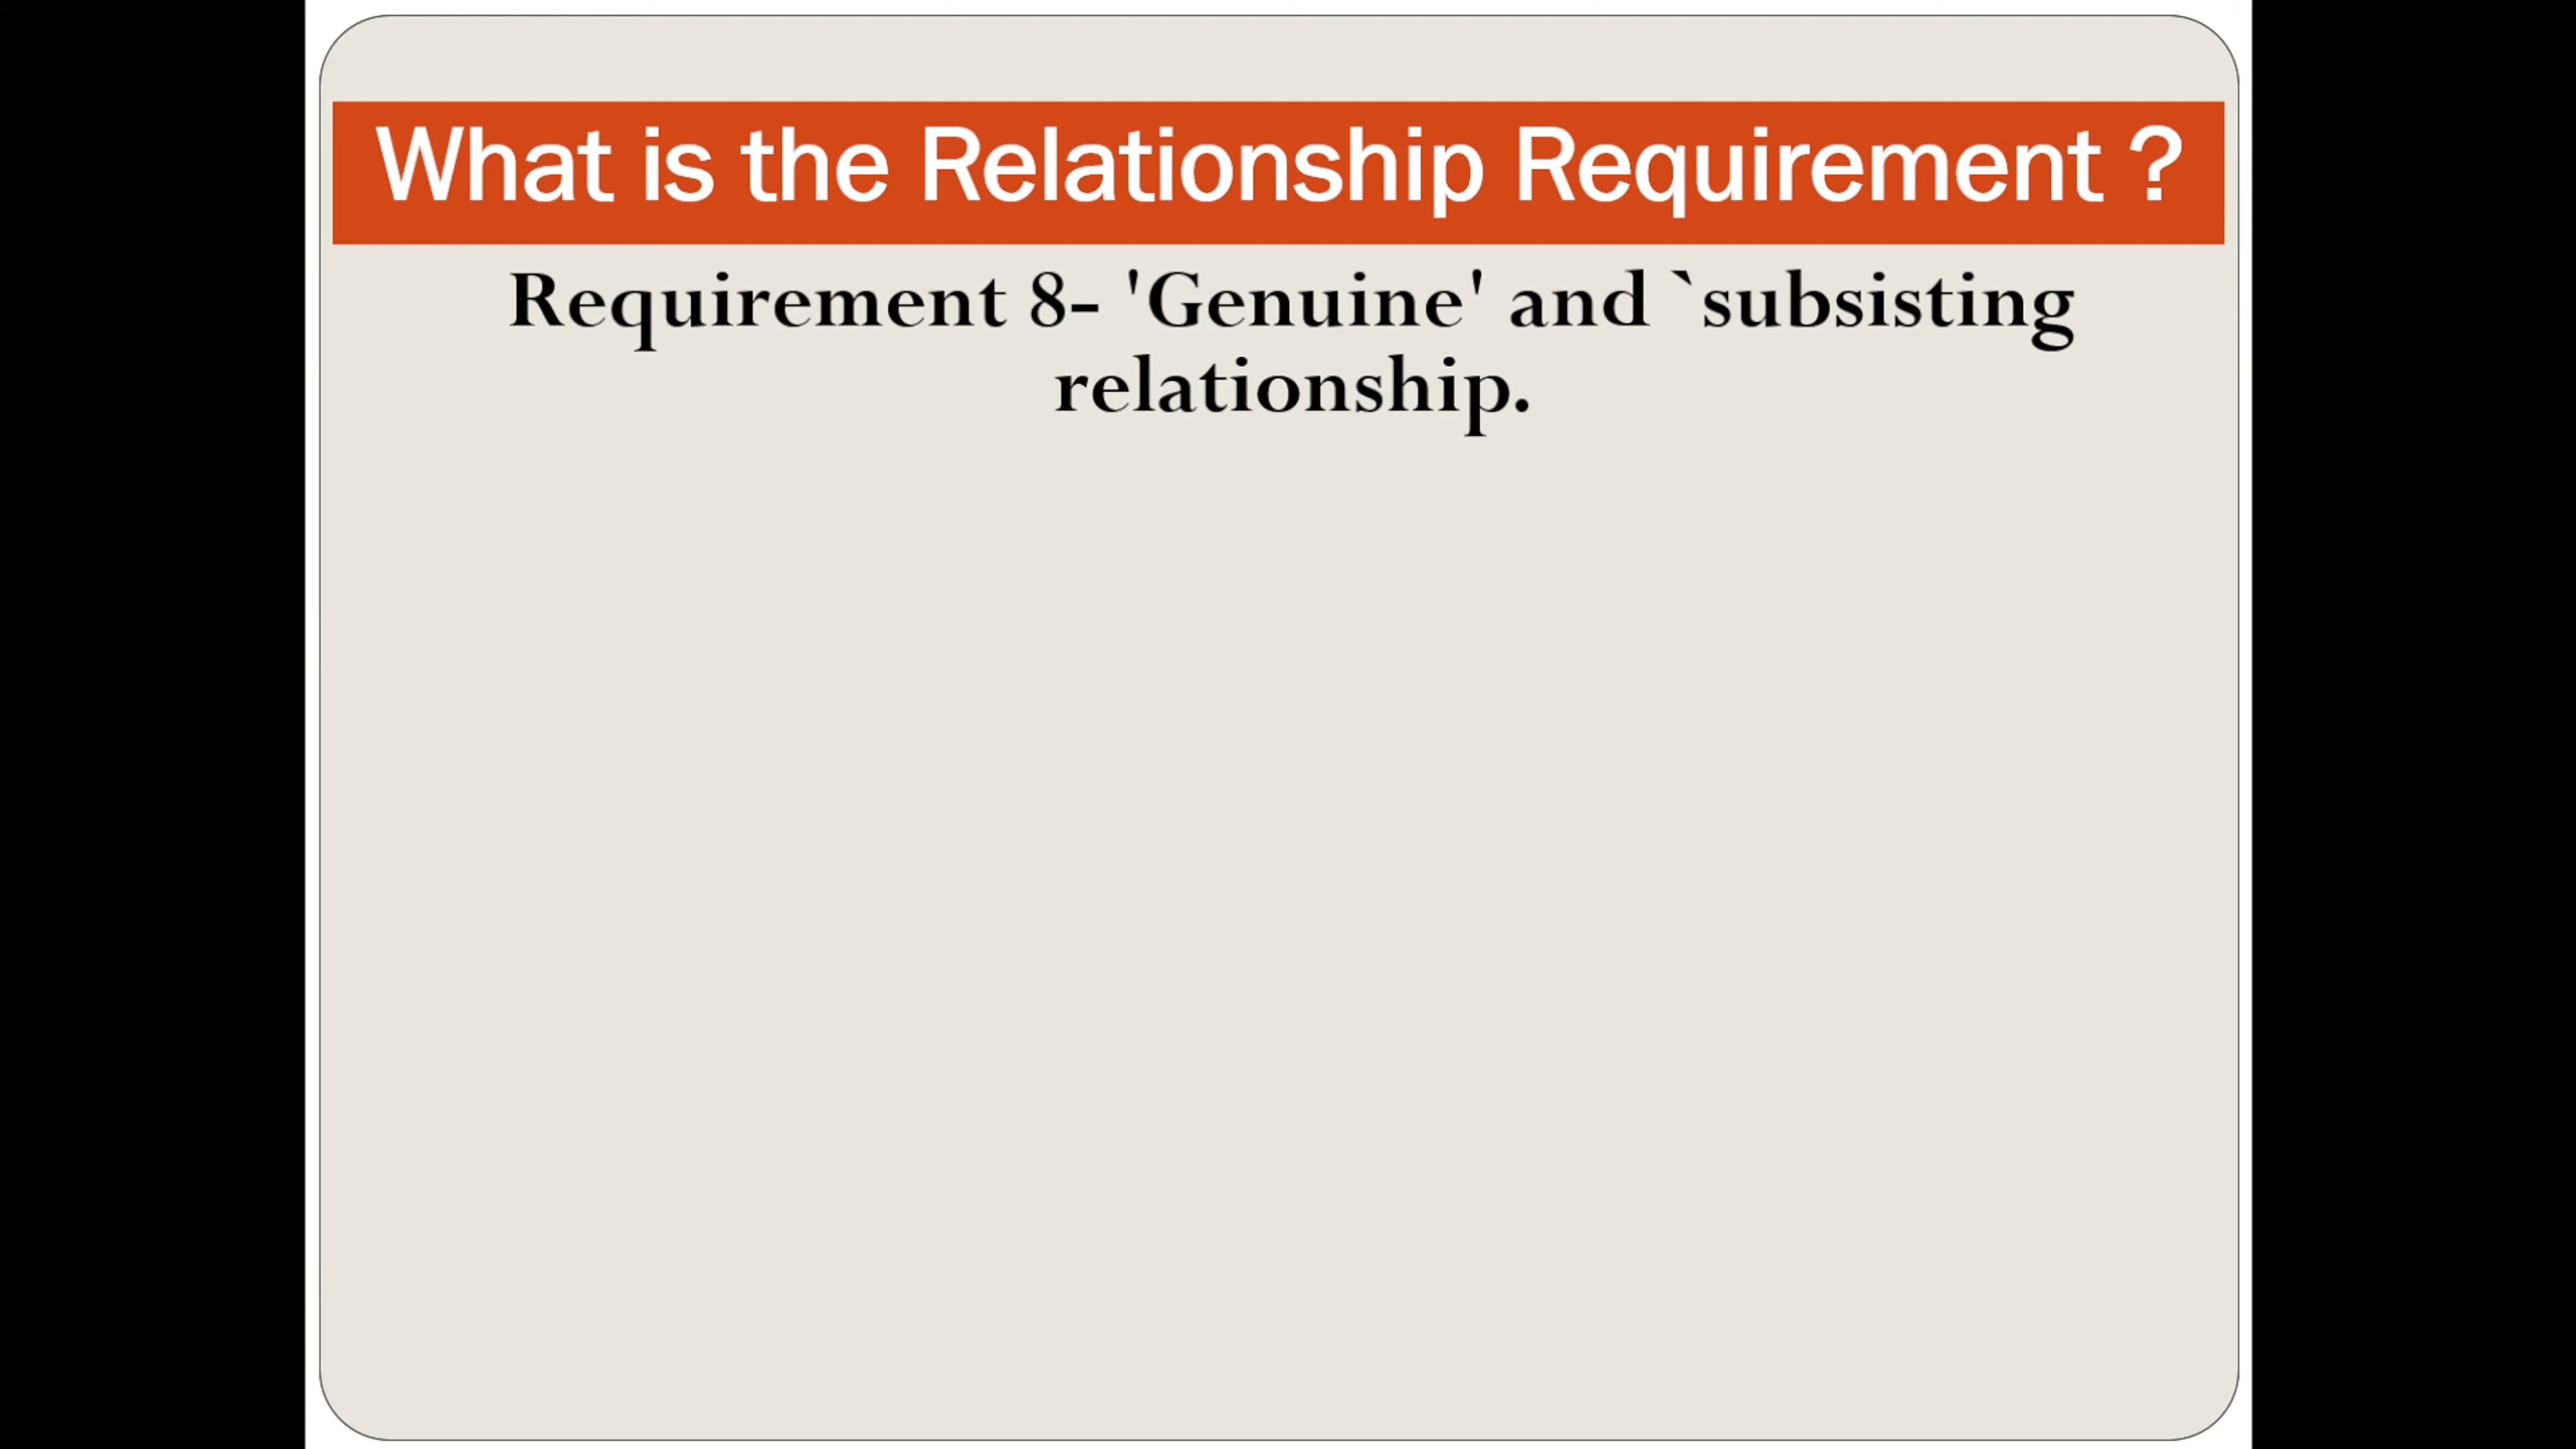 What is the Relationship Requirement ?
Requirement 8- 'Genuine' and `subsisting
relationship.